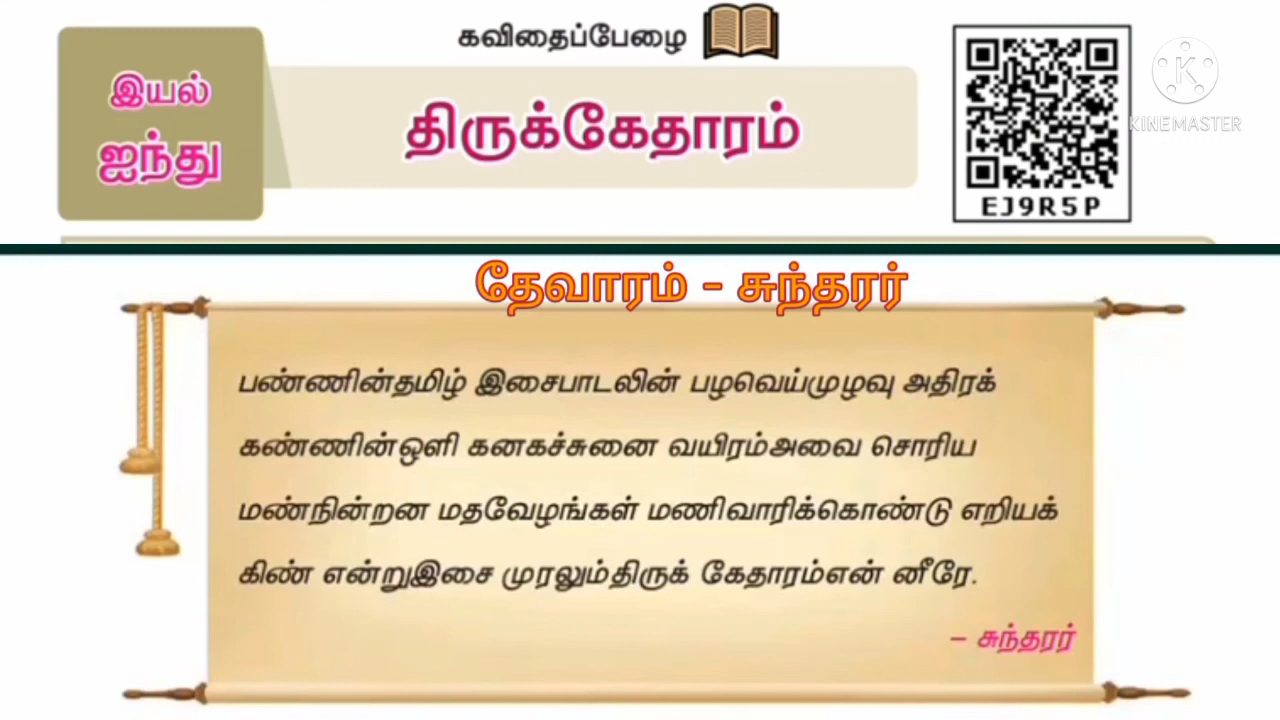 கவிதைப்பேழை
இயல்
ஐந்து
திருக்கேதாரம்
KINEMASTER
EJ9R5P
தேவாரம் - சுந்தரர்
பண்ணின்தமிழ் இசைபாடலின் பழவெய்முழவு அதிரக்
கண்ணின்ஒளி கனகச்சுனை வயிரம்அவை சொரிய
மண்நின்றன மதவேழங்கள் மணிவாரிக்கொண்டு எறியக்
கிண் என்றுஇசை முரலும்திருக் கேதாரம்என் னீரே.
– சுந்தரர்